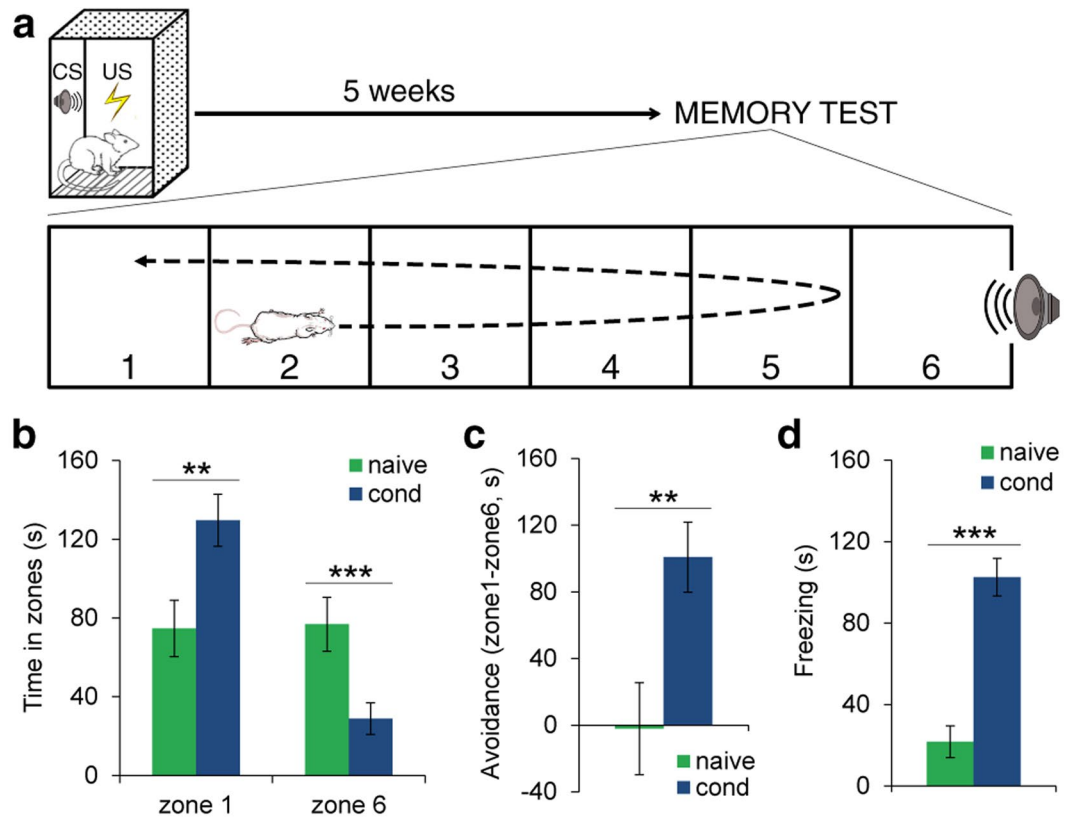 a
CS US
5 weeks
MEMORY TEST
1 2 3 4 5 6
b
Time in zones (s)
160
120
80
40
0
**
***
naive
cond
zone 1
zone 6
c
Avoidance (zone1-zone6, s)
160
120
80
40
0
-40
**
naive
cond
d
Freezing (s)
160
120
80
40
0
***
naive
cond